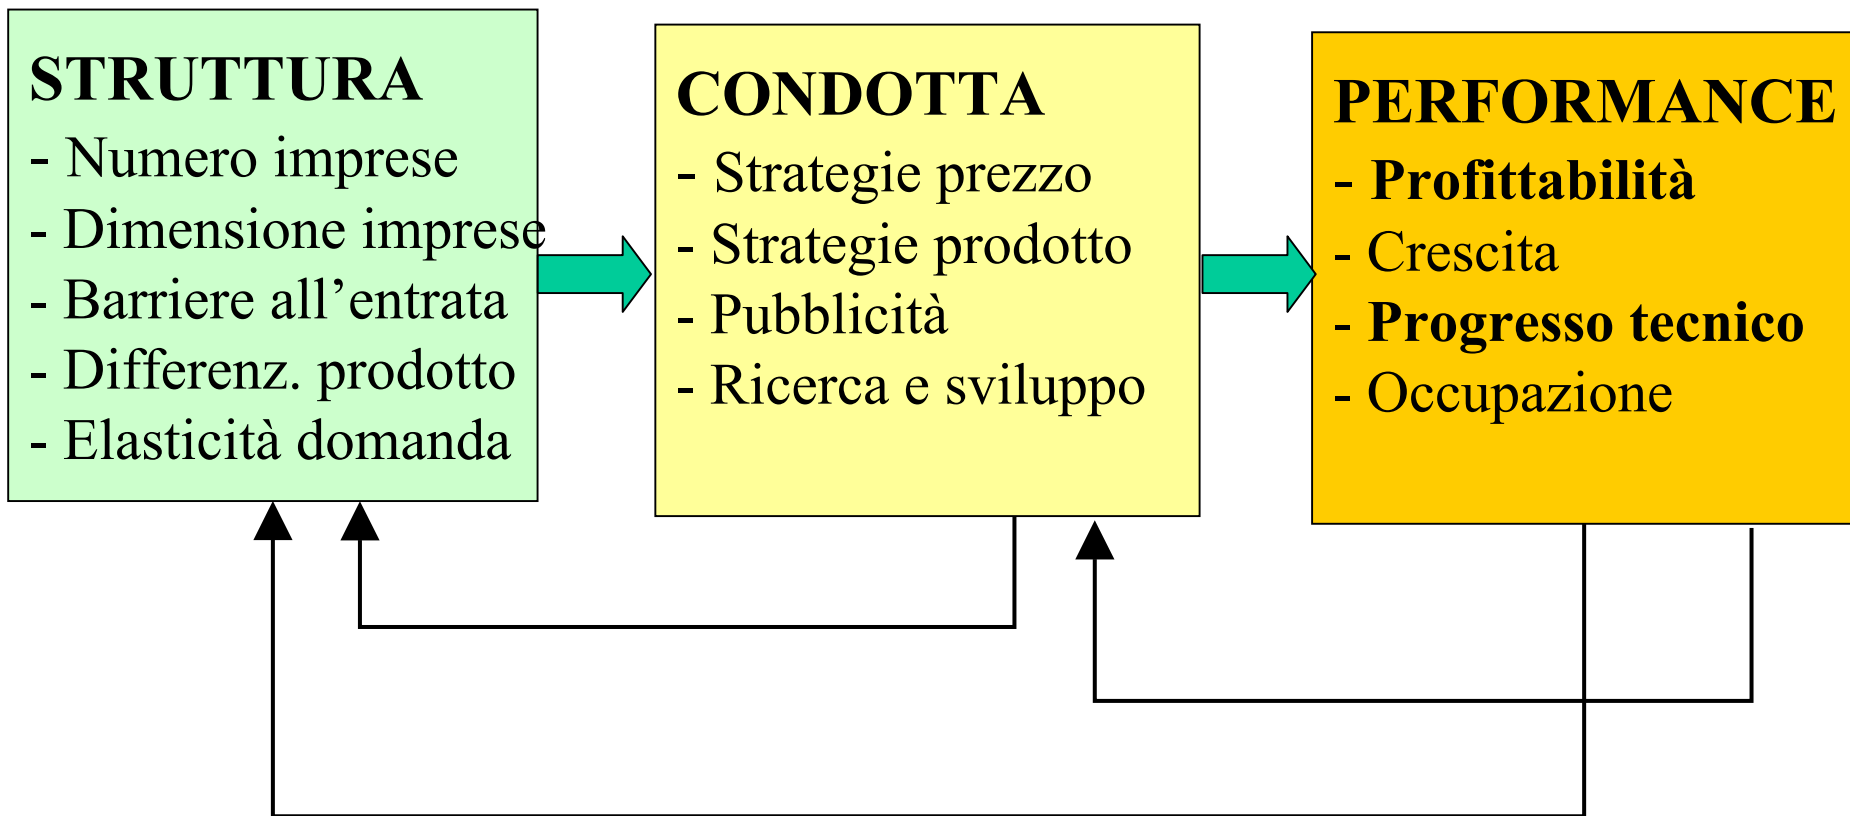 STRUTTURA
- Numero imprese
- Dimensione imprese
- Barriere all’entrata
- Differenz. prodotto
- Elasticità domanda
CONDOTTA
- Strategie prezzo
- Strategie prodotto
- Pubblicità
- Ricerca e sviluppo
PERFORMANCE
- Profittabilità
- Crescita
- Progresso tecnico
- Occupazione